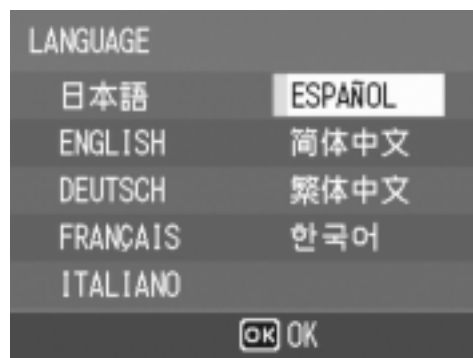 LANGUAGE
日本語 ESPAÑOL
ENGLISH 简体中文
DEUTSCH 繁体中文
FRANÇAIS 한국어
ITALIANO
OK OK